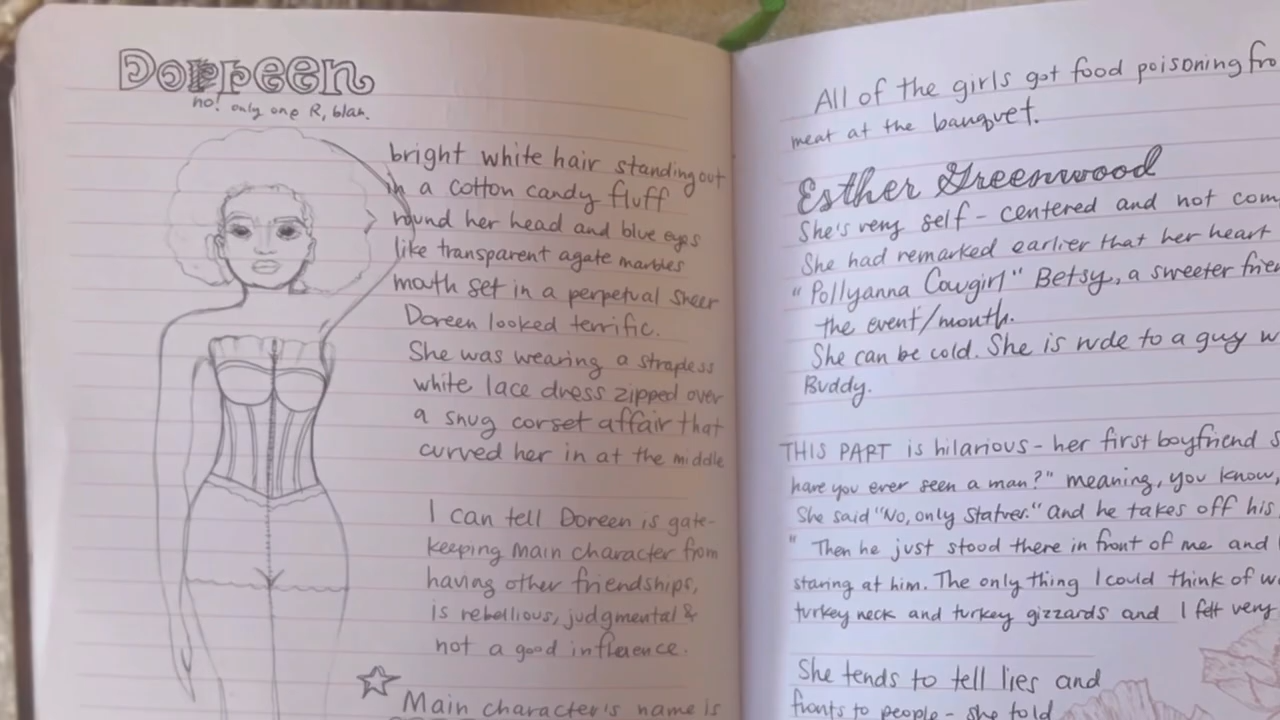 Dorreen
no! only one R, blah.
bright white hair standing out
in a cotton candy fluff
round her head and blue eyes
like transparent agate marbles
mouth set in a perpetual sneer
Doreen looked terrific.
She was wearing a strapless
white lace dress zipped over
a snug corset affair that
curved her in at the middle
I can tell Doreen is gate-
keeping main character from
having other friendships,
is rebellious, judgmental &
not a good influence.
Main character's name is
All of the girls got food poisoning fro
meat at the banquet.
Esther Greenwood
She's very self - centered and not com
She had remarked earlier that her heart
"Pollyanna Cowgirl" Betsy, a sweeter frien
the event/mouth.
She can be cold. She is rude to a guy w
Buddy.
THIS PART is hilarious - her first boyfriend s
have you ever seen a man?" meaning, you know,
She said "No, only Statues." and he takes off his
" Then he just stood there in front of me and I
staring at him. The only thing I could think of w
turkey neck and turkey gizzards and I felt very
She tends to tell lies and
fronts to people - she told